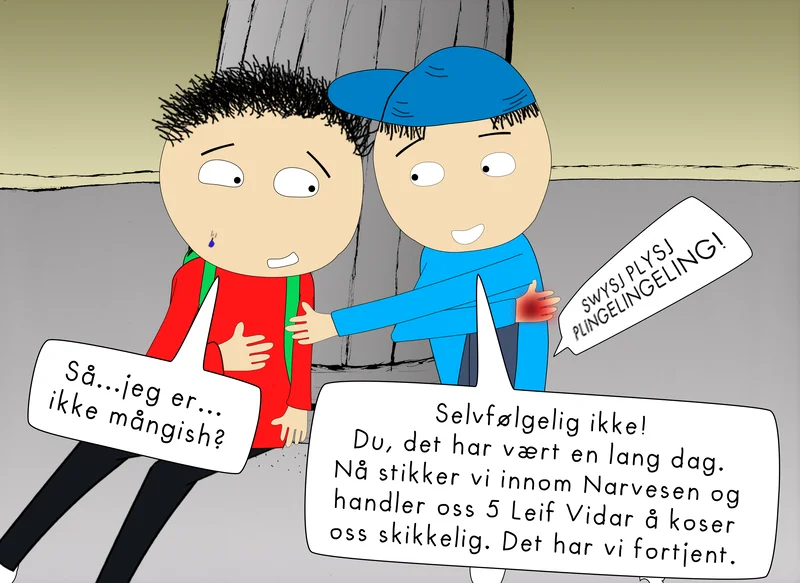 Så...jeg er...
ikke mångish?
SWYSJ PLYSJ
PLINGELINGELING!
Selvfølgelig ikke!
Du, det har vært en lang dag.
Nå stikker vi innom Narvesen og
handler oss 5 Leif Vidar å koser
oss skikkelig. Det har vi fortjent.